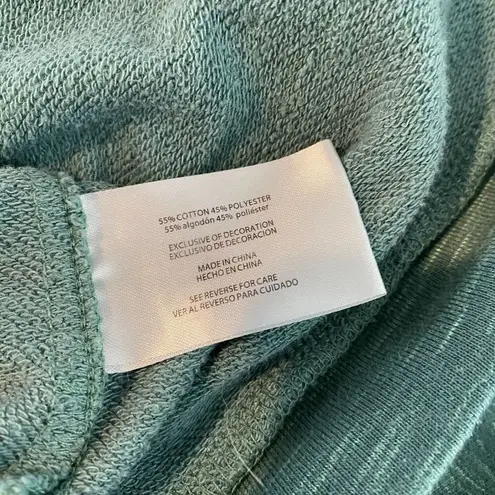 55% COTTON 45% POLYESTER
55% algodón 45% poliéster
EXCLUSIVE OF DECORATION
EXCLUSIVO DE DECORACION
MADE IN CHINA
HECHO EN CHINA
SEE REVERSE FOR CARE
VER AL REVERSO PARA CUIDADO